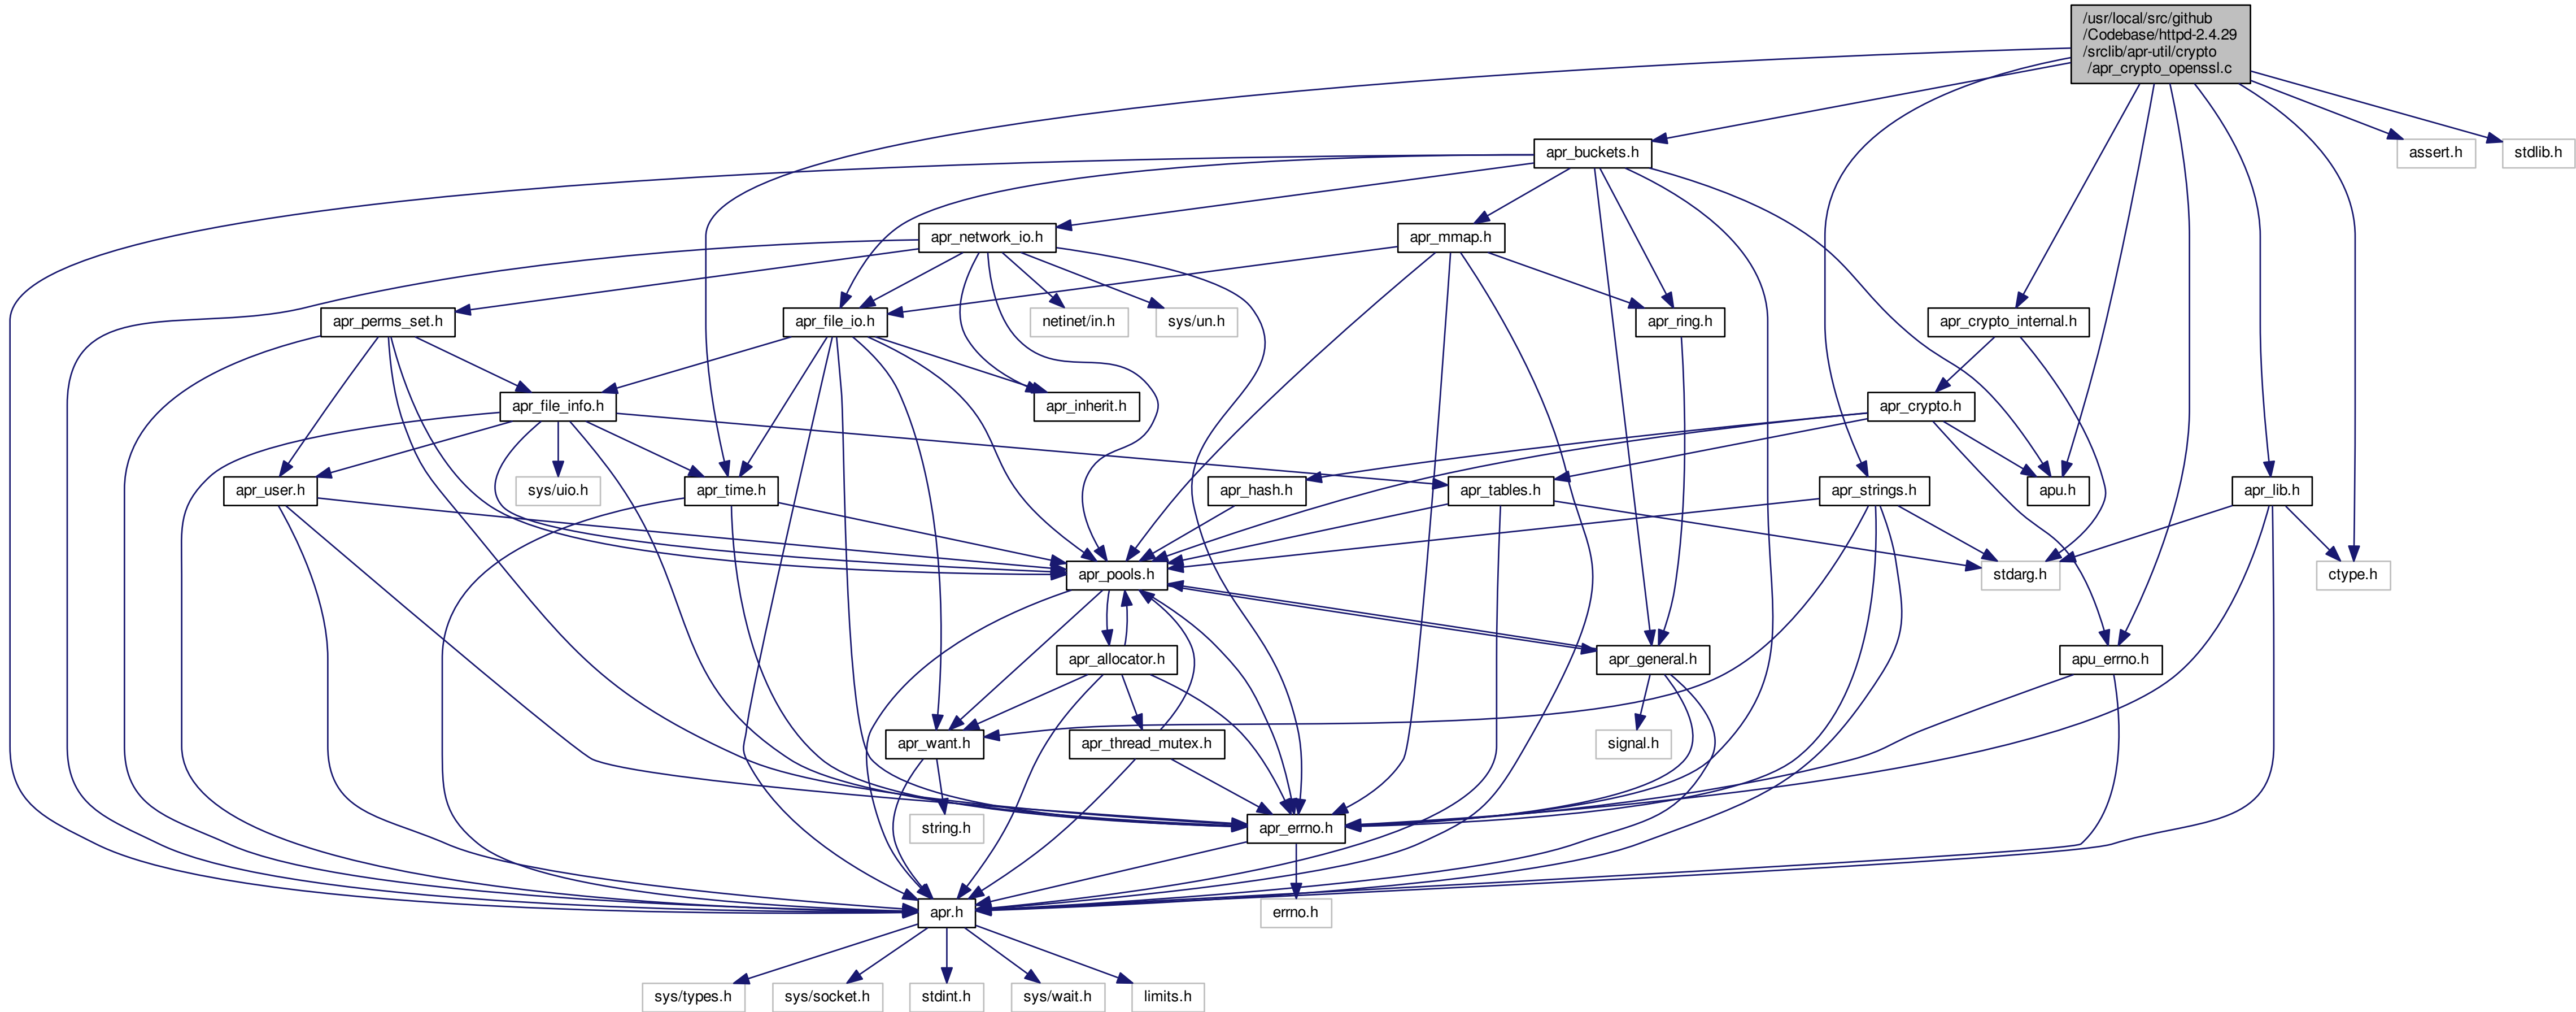 /usr/local/src/github
/Codebase/httpd-2.4.29
/srclib/apr-util/crypto
/apr_crypto_openssl.c
apr_buckets.h
assert.h
stdlib.h
apr_network_io.h
apr_mmap.h
apr_perms_set.h
apr_file_io.h
netinet/in.h
sys/un.h
apr_ring.h
apr_crypto_internal.h
apr_file_info.h
apr_inherit.h
apr_crypto.h
apr_user.h
sys/uio.h
apr_time.h
apr_hash.h
apr_tables.h
apr_strings.h
apu.h
apr_lib.h
apr_pools.h
stdarg.h
ctype.h
apr_allocator.h
apr_general.h
apu_errno.h
apr_want.h
apr_thread_mutex.h
signal.h
string.h
apr_errno.h
apr.h
errno.h
sys/types.h
sys/socket.h
stdint.h
sys/wait.h
limits.h